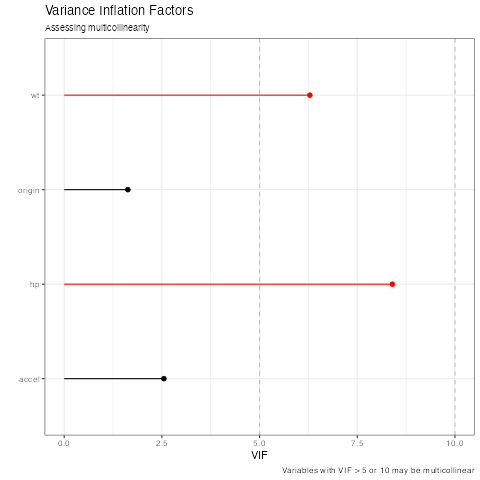 Variance Inflation Factors
Assessing multicollinearity
wt
origin
hp
accel
0.0 2.5 5.0 7.5 10.0
VIF
Variables with VIF > 5 or 10 may be multicollinear